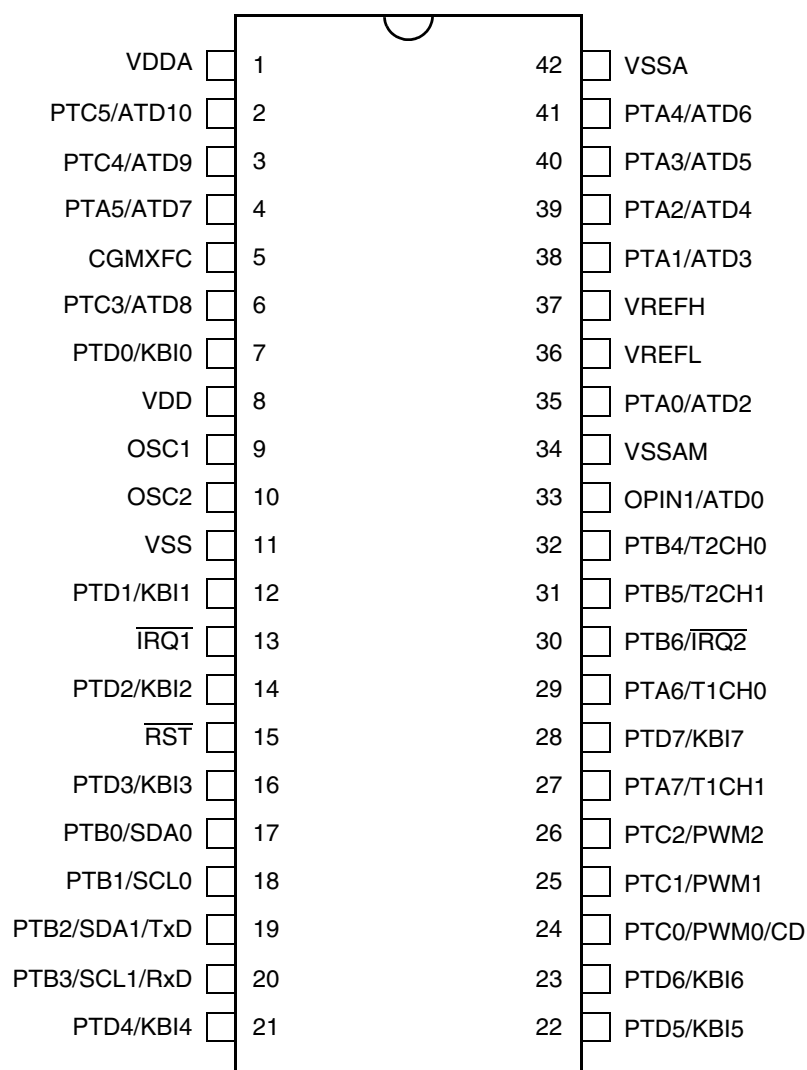 VDDA 1 42 VSSA
PTC5/ATD10 2 41 PTA4/ATD6
PTC4/ATD9 3 40 PTA3/ATD5
PTA5/ATD7 4 39 PTA2/ATD4
CGMXFC 5 38 PTA1/ATD3
PTC3/ATD8 6 37 VREFH
PTD0/KBI0 7 36 VREFL
VDD 8 35 PTA0/ATD2
OSC1 9 34 VSSAM
OSC2 10 33 OPIN1/ATD0
VSS 11 32 PTB4/T2CH0
PTD1/KBI1 12 31 PTB5/T2CH1
I̅R̅Q̅1̅ 13 30 PTB6/I̅R̅Q̅2̅
PTD2/KBI2 14 29 PTA6/T1CH0
R̅S̅T̅ 15 28 PTD7/KBI7
PTD3/KBI3 16 27 PTA7/T1CH1
PTB0/SDA0 17 26 PTC2/PWM2
PTB1/SCL0 18 25 PTC1/PWM1
PTB2/SDA1/TxD 19 24 PTC0/PWM0/CD
PTB3/SCL1/RxD 20 23 PTD6/KBI6
PTD4/KBI4 21 22 PTD5/KBI5